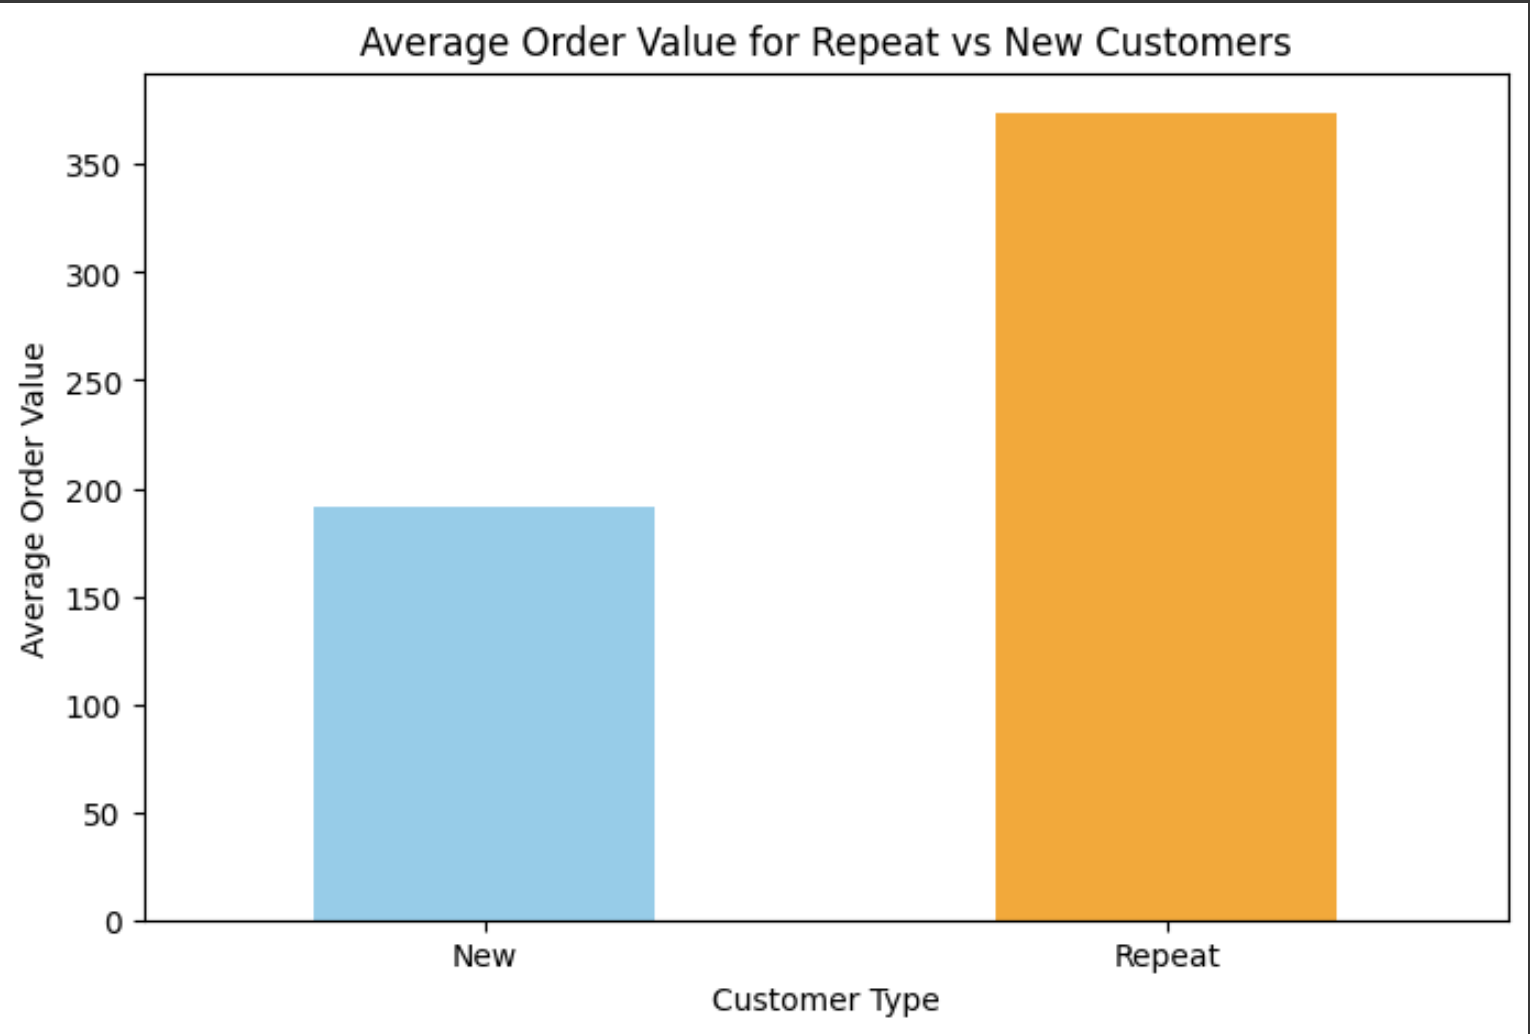 Average Order Value for Repeat vs New Customers
Average Order Value
350
300
250
200
150
100
50
0
New
Repeat
Customer Type